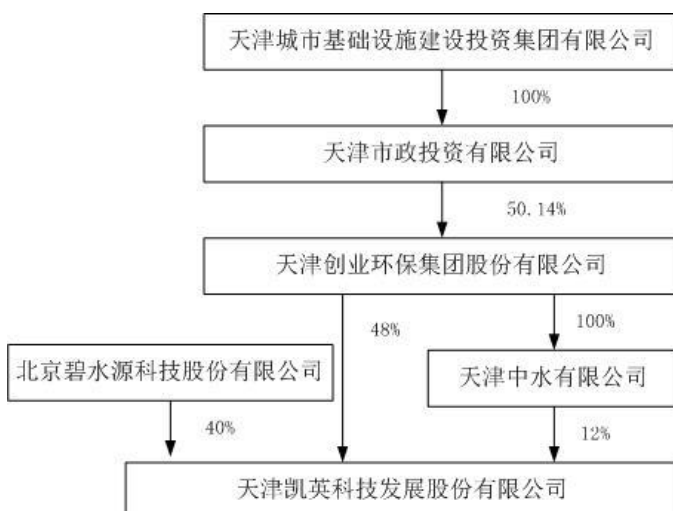 天津城市基础设施建设投资集团有限公司
100%
天津市政投资有限公司
50.14%
天津创业环保集团股份有限公司
48%
100%
北京碧水源科技股份有限公司
天津中水有限公司
40%
12%
天津凯英科技发展股份有限公司